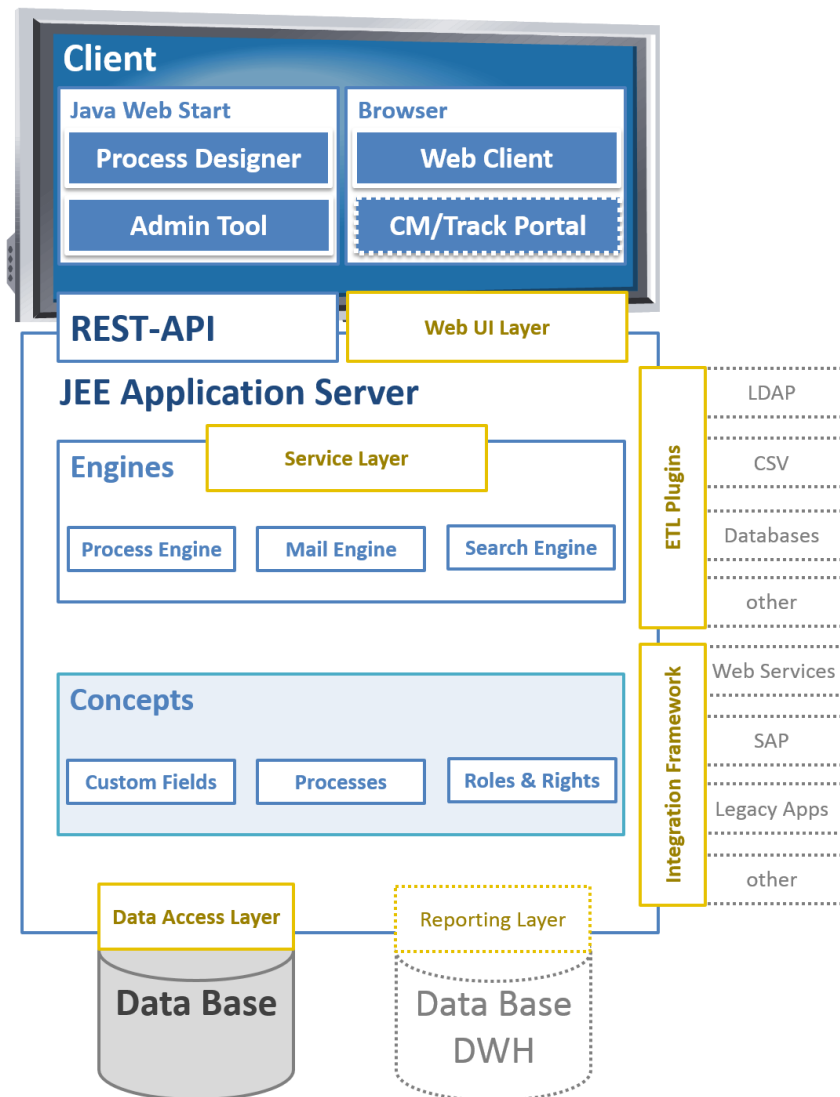 Client
Java Web Start
Browser
Process Designer
Web Client
Admin Tool
CM/Track Portal
REST-API
Web UI Layer
JEE Application Server
Engines
Service Layer
Process Engine
Mail Engine
Search Engine
Concepts
Custom Fields
Processes
Roles & Rights
ETL Plugins
LDAP
CSV
Databases
other
Integration Framework
Web Services
SAP
Legacy Apps
other
Data Access Layer
Reporting Layer
Data Base
Data Base
DWH